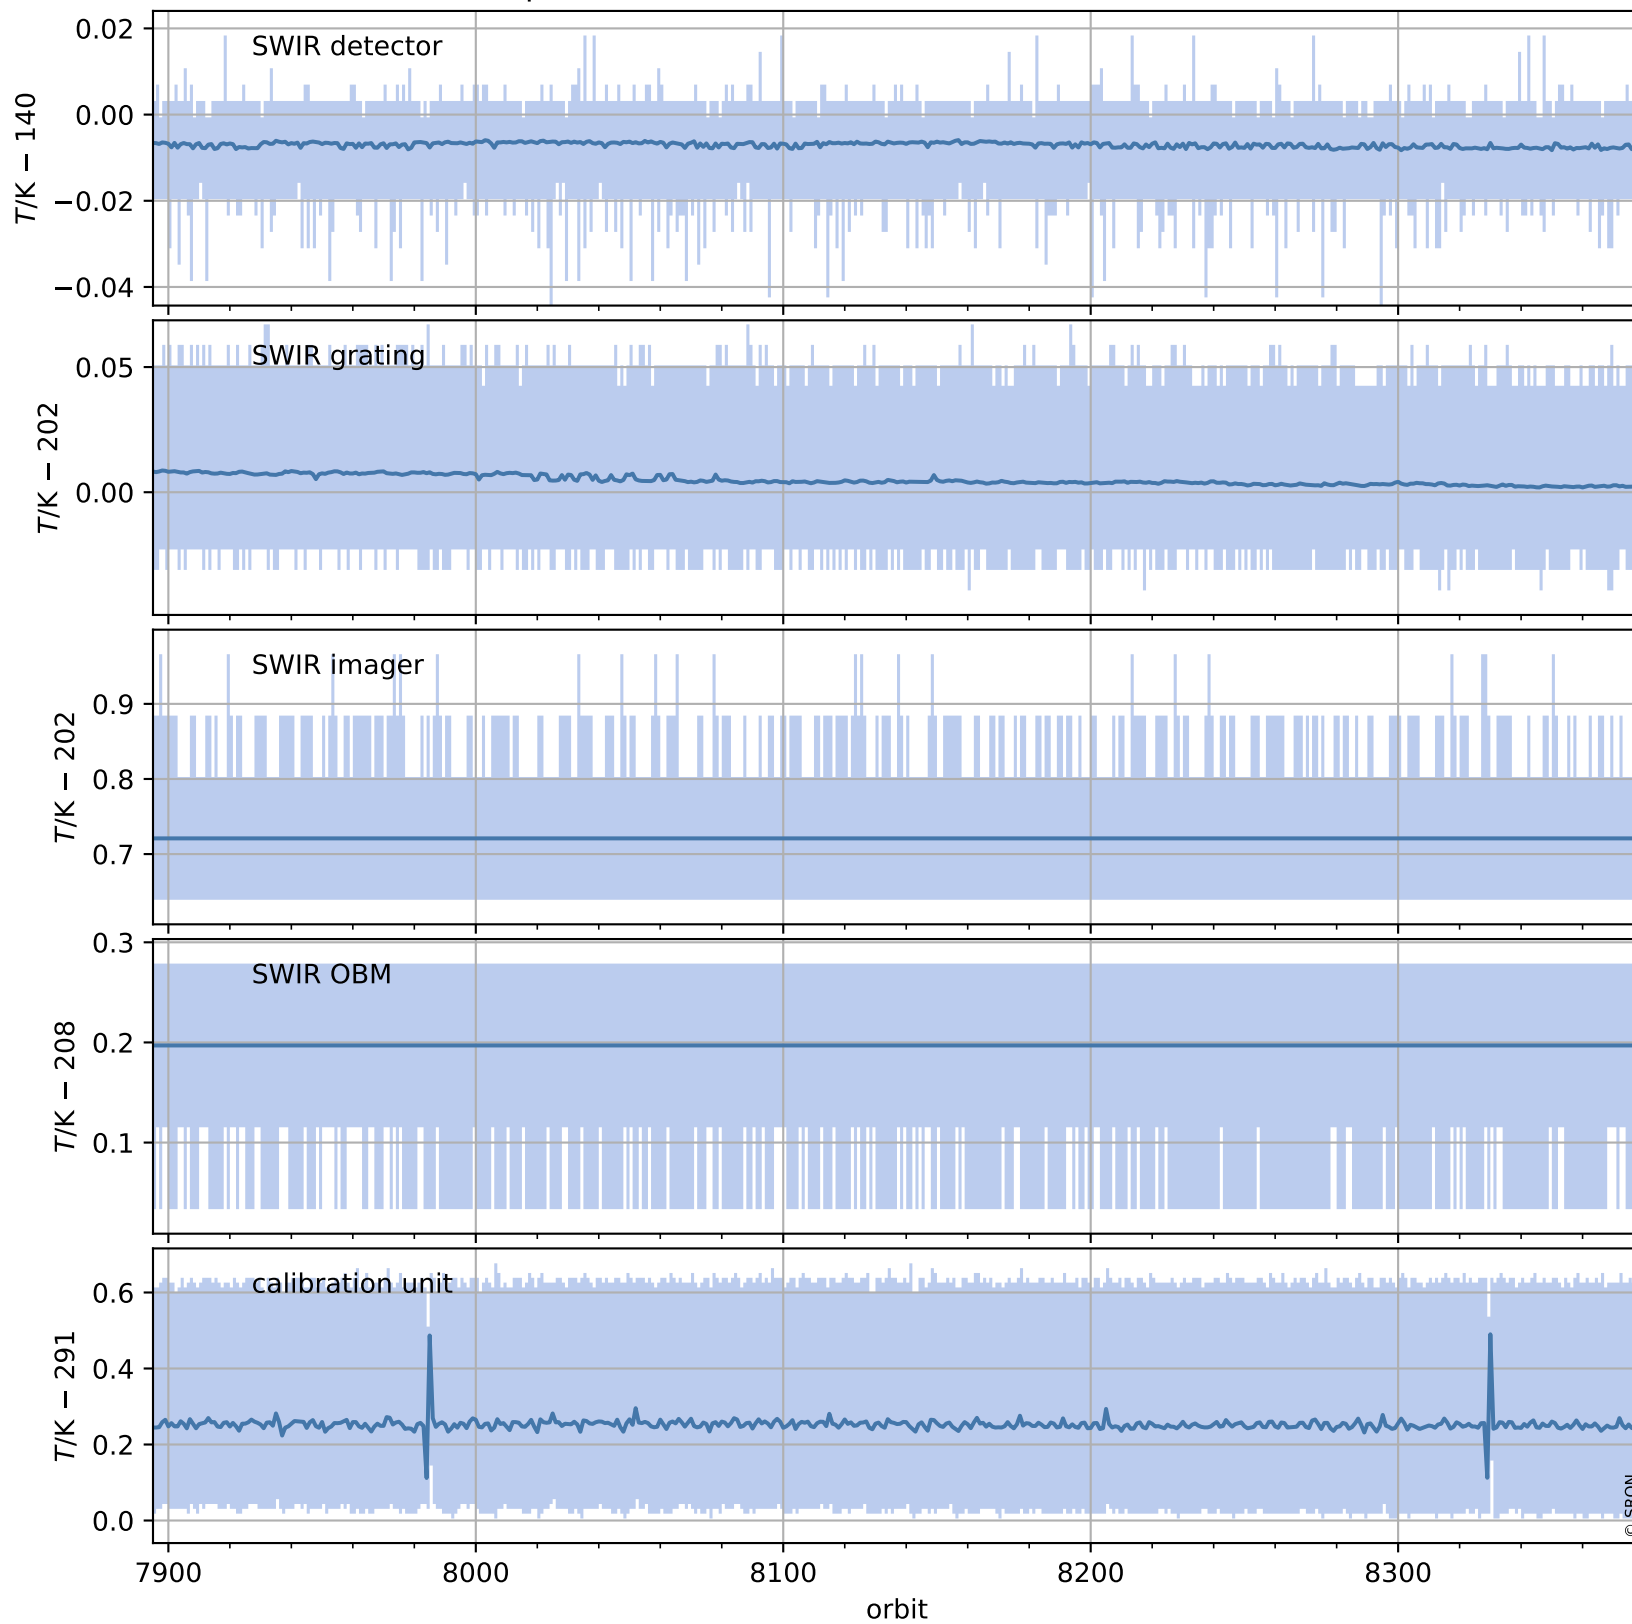 0.02
0.00
−0.02
−0.04
T/K − 140
SWIR detector
0.05
0.00
T/K − 202
SWIR grating
0.9
0.8
0.7
T/K − 202
SWIR imager
0.3
0.2
0.1
T/K − 208
SWIR OBM
0.6
0.4
0.2
0.0
T/K − 291
calibration unit
© SRON
7900
8000
8100
8200
8300
orbit